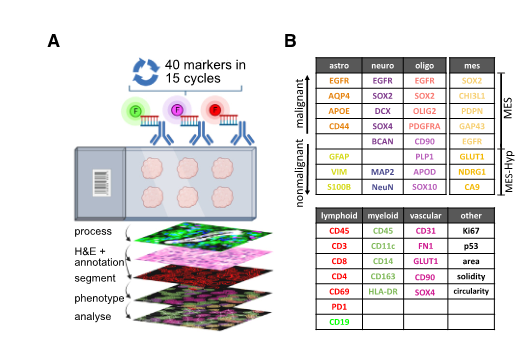 A
40 markers in
15 cycles
F
F
F
process
H&E +
annotation
segment
phenotype
analyse
B
astro neuro oligo mes
EGFR EGFR EGFR SOX2
AQP4 SOX2 SOX2 CHI3L1
APOE DCX OLIG2 PDPN
CD44 SOX4 PDGFRA GAP43
BCAN CD90 EGFR
GFAP PLP1 GLUT1
VIM MAP2 APOD NDRG1
S100B NeuN SOX10 CA9
malignant
nonmalignant
MES
MES-Hyp
lymphoid myeloid vascular other
CD45 CD45 CD31 Ki67
CD3 CD11c FN1 p53
CD8 CD14 GLUT1 area
CD4 CD163 CD90 solidity
CD69 HLA-DR SOX4 circularity
PD1
CD19